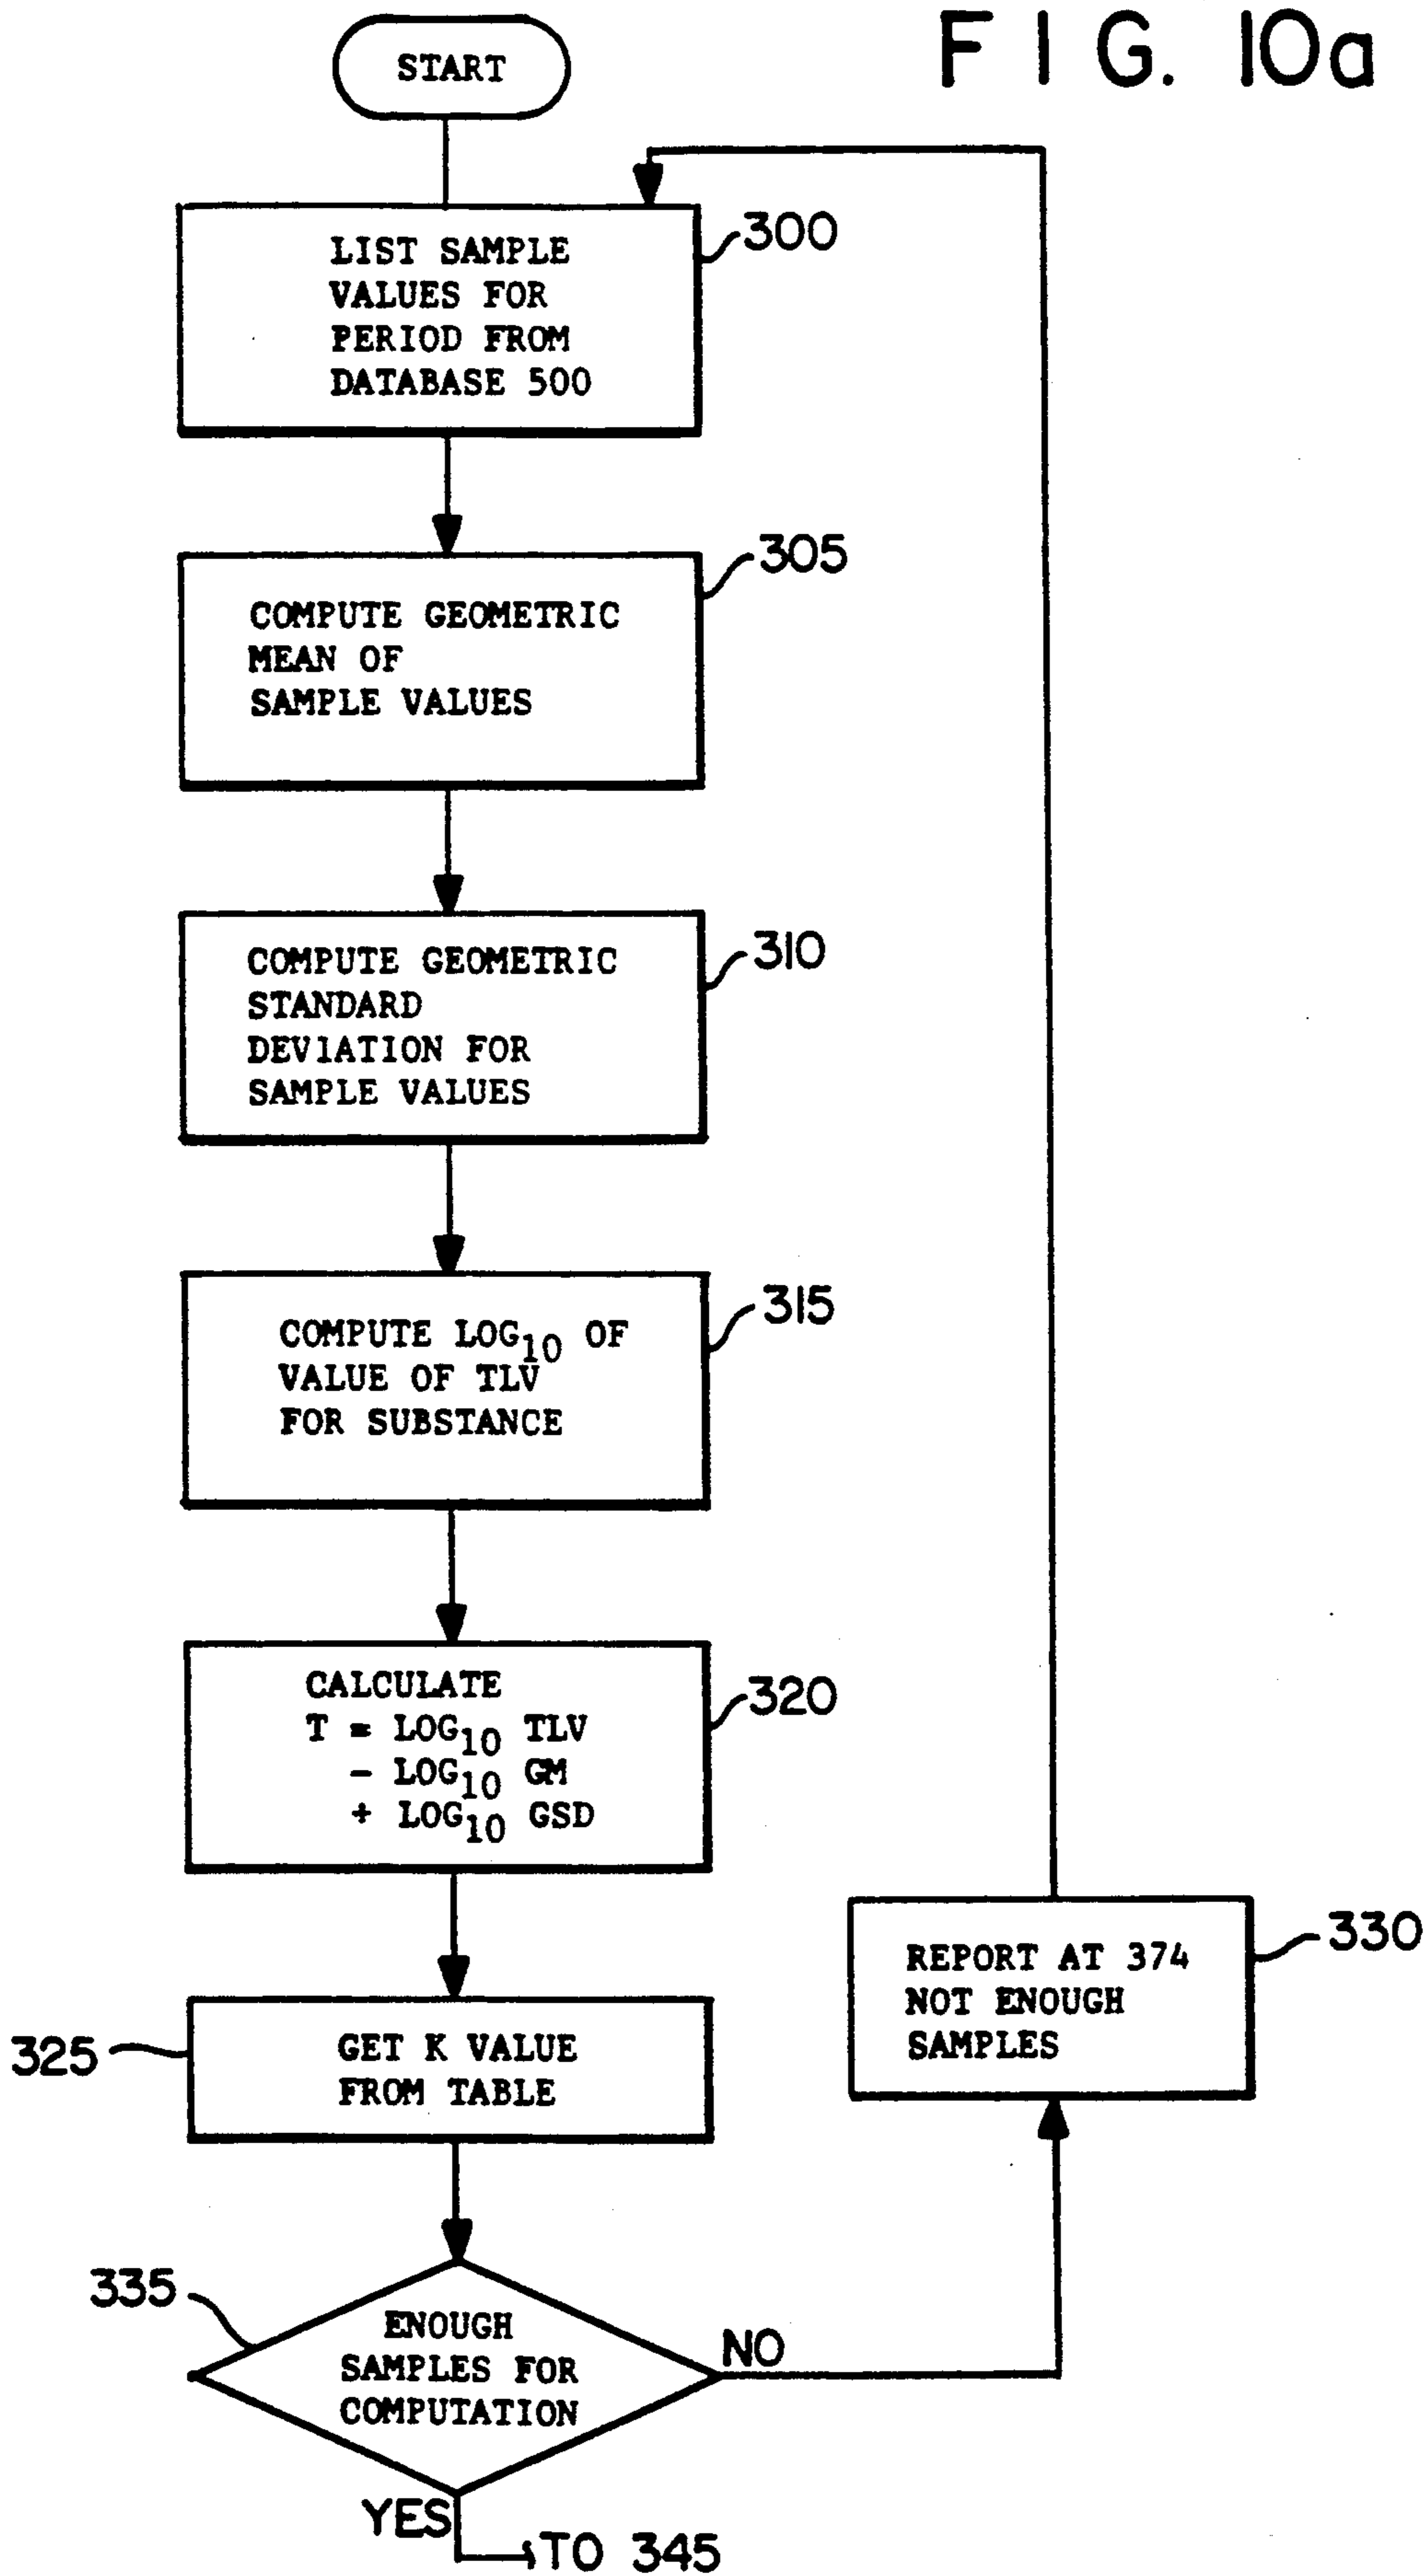 FIG. 10a
START
300
LIST SAMPLE
VALUES FOR
PERIOD FROM
DATABASE 500
305
COMPUTE GEOMETRIC
MEAN OF
SAMPLE VALUES
310
COMPUTE GEOMETRIC
STANDARD
DEVIATION FOR
SAMPLE VALUES
315
COMPUTE LOG₁₀ OF
VALUE OF TLV
FOR SUBSTANCE
320
CALCULATE
T = LOG₁₀ TLV
- LOG₁₀ GM
+ LOG₁₀ GSD
330
REPORT AT 374
NOT ENOUGH
SAMPLES
325
GET K VALUE
FROM TABLE
335
ENOUGH
SAMPLES FOR
COMPUTATION
NO
YES
TO 345